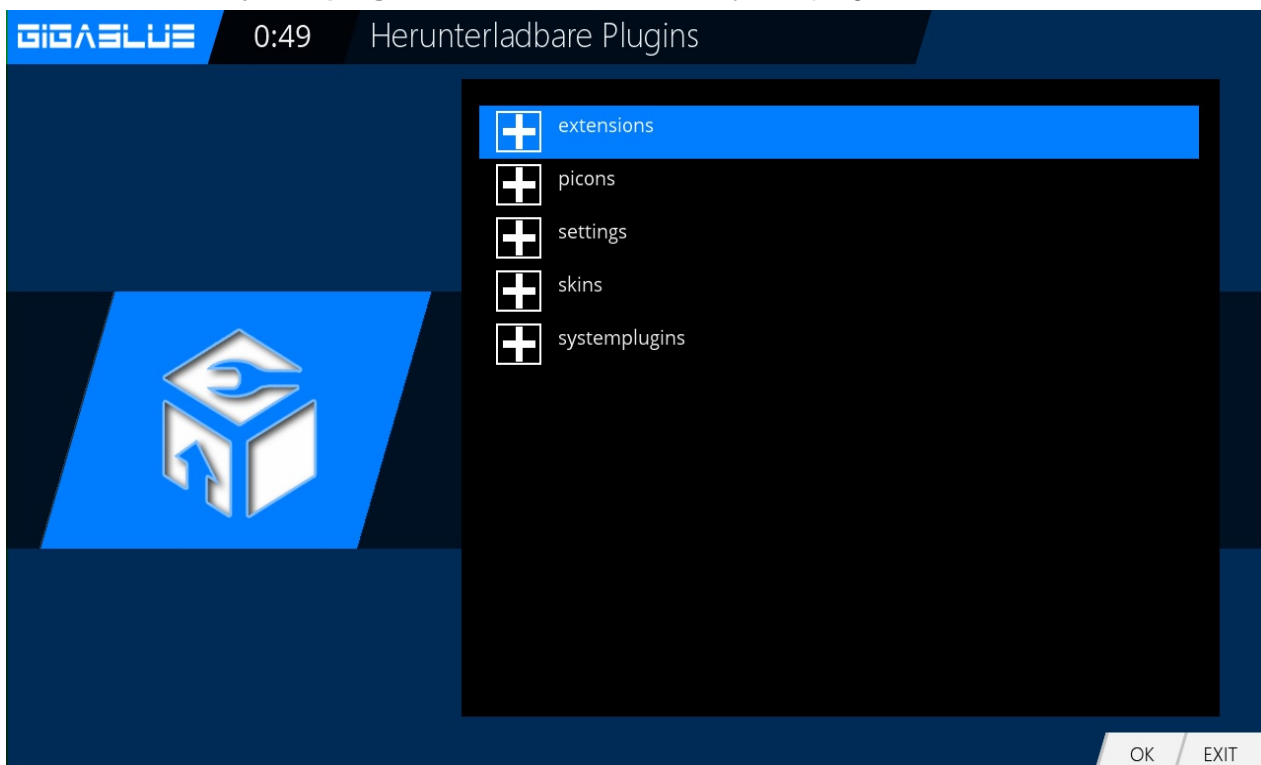 GIGABLUE 0:49 Herunterladbare Plugins
extensions
picons
settings
skins
systemplugins
OK / EXIT